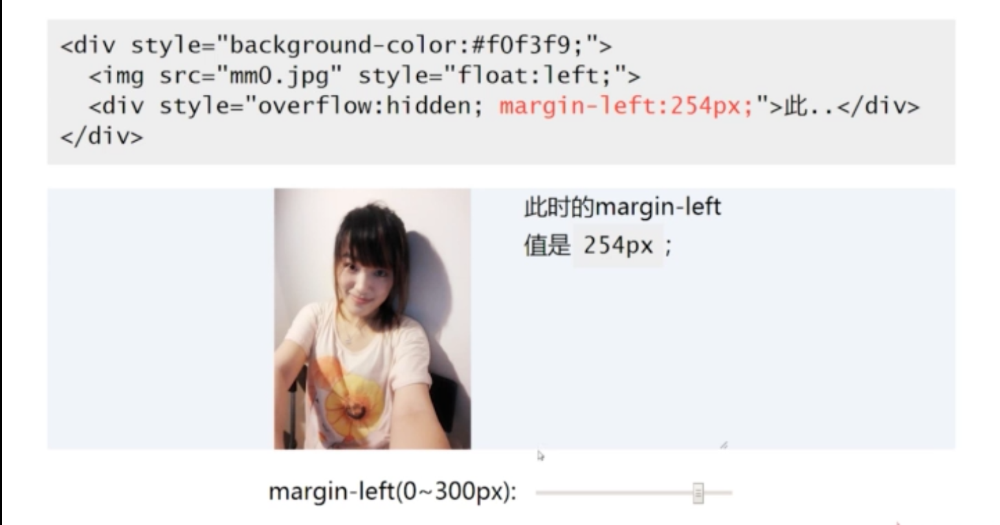 <div style="background-color:#f0f3f9;">
<img src="mm0.jpg" style="float:left;">
<div style="overflow:hidden; margin-left:254px;">此..</div>
</div>
此时的margin-left
值是 254px ;
margin-left(0~300px):